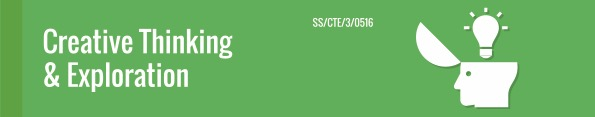 Creative Thinking
& Exploration
SS/CTE/3/0516